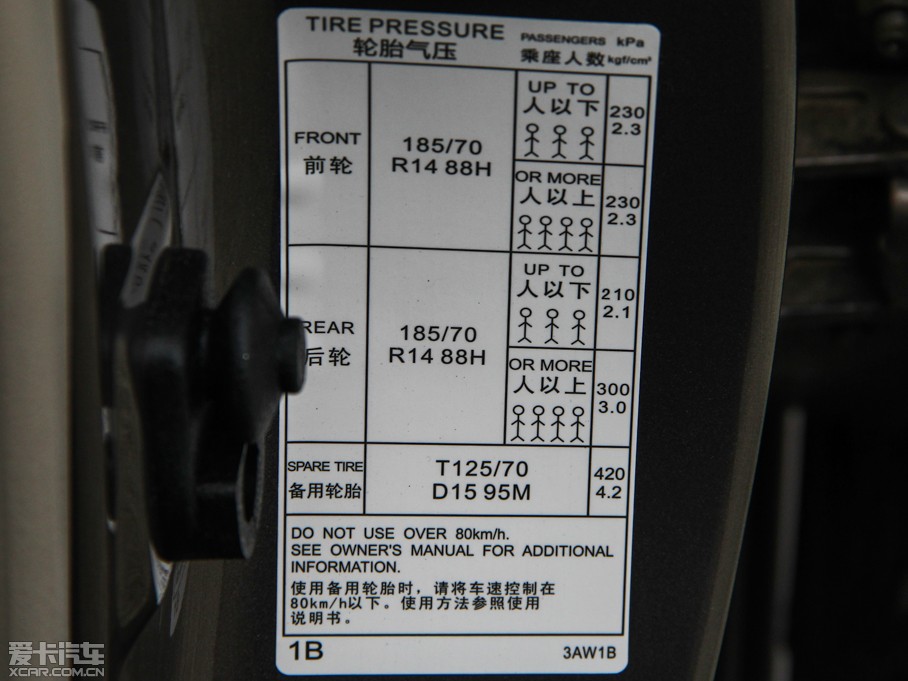 TIRE PRESSURE
轮胎气压
PASSENGERS kPa
乘座人数 kgf/cm²
FRONT
前轮
185/70
R14 88H
UP TO
人以下
230
2.3
OR MORE
人以上
230
2.3
REAR
后轮
185/70
R14 88H
UP TO
人以下
210
2.1
OR MORE
人以上
300
3.0
SPARE TIRE
备用轮胎
T125/70
D15 95M
420
4.2
DO NOT USE OVER 80km/h.
SEE OWNER'S MANUAL FOR ADDITIONAL
INFORMATION.
使用备用轮胎时，请将车速控制在
80km/h以下。使用方法参照使用
说明书。
1B
3AW1B
爱卡汽车
XCAR.COM.CN